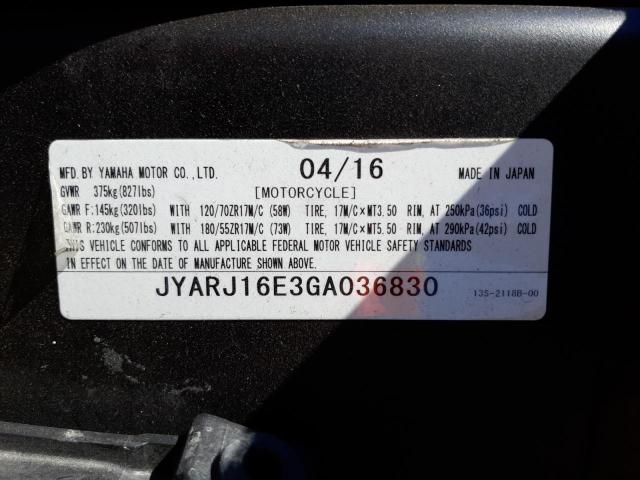 MFD. BY YAMAHA MOTOR CO., LTD. 04/16 MADE IN JAPAN
GVWR 375kg(827lbs) [MOTORCYCLE]
GAWR F:145kg(320lbs) WITH 120/70ZR17M/C (58W) TIRE, 17M/C×MT3.50 RIM, AT 250kPa(36psi) COLD
GAWR R:230kg(507lbs) WITH 180/55ZR17M/C (73W) TIRE, 17M/C×MT5.50 RIM, AT 290kPa(42psi) COLD
THIS VEHICLE CONFORMS TO ALL APPLICABLE FEDERAL MOTOR VEHICLE SAFETY STANDARDS
IN EFFECT ON THE DATE OF MANUFACTURE SHOWN ABOVE.
JYARJ16E3GA036830 13S-2118B-00